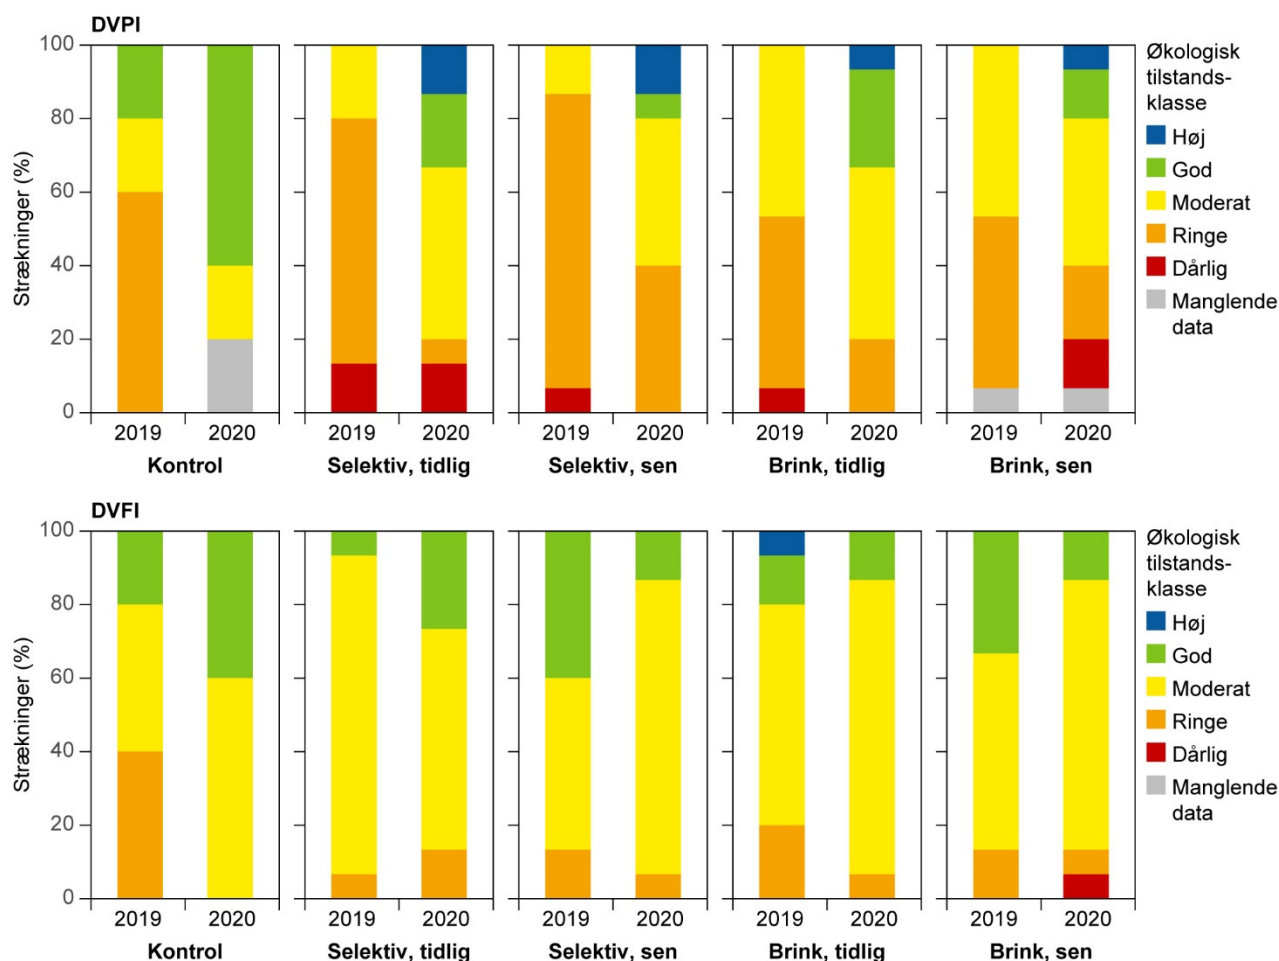 DVPI
Strækninger (%)
100
80
60
40
20
0
2019 2020
Kontrol
2019 2020
Selektiv, tidlig
2019 2020
Selektiv, sen
2019 2020
Brink, tidlig
2019 2020
Brink, sen
Økologisk
tilstands-
klasse
Høj
God
Moderat
Ringe
Dårlig
Manglende
data
DVFI
Strækninger (%)
100
80
60
40
20
0
2019 2020
Kontrol
2019 2020
Selektiv, tidlig
2019 2020
Selektiv, sen
2019 2020
Brink, tidlig
2019 2020
Brink, sen
Økologisk
tilstands-
klasse
Høj
God
Moderat
Ringe
Dårlig
Manglende
data